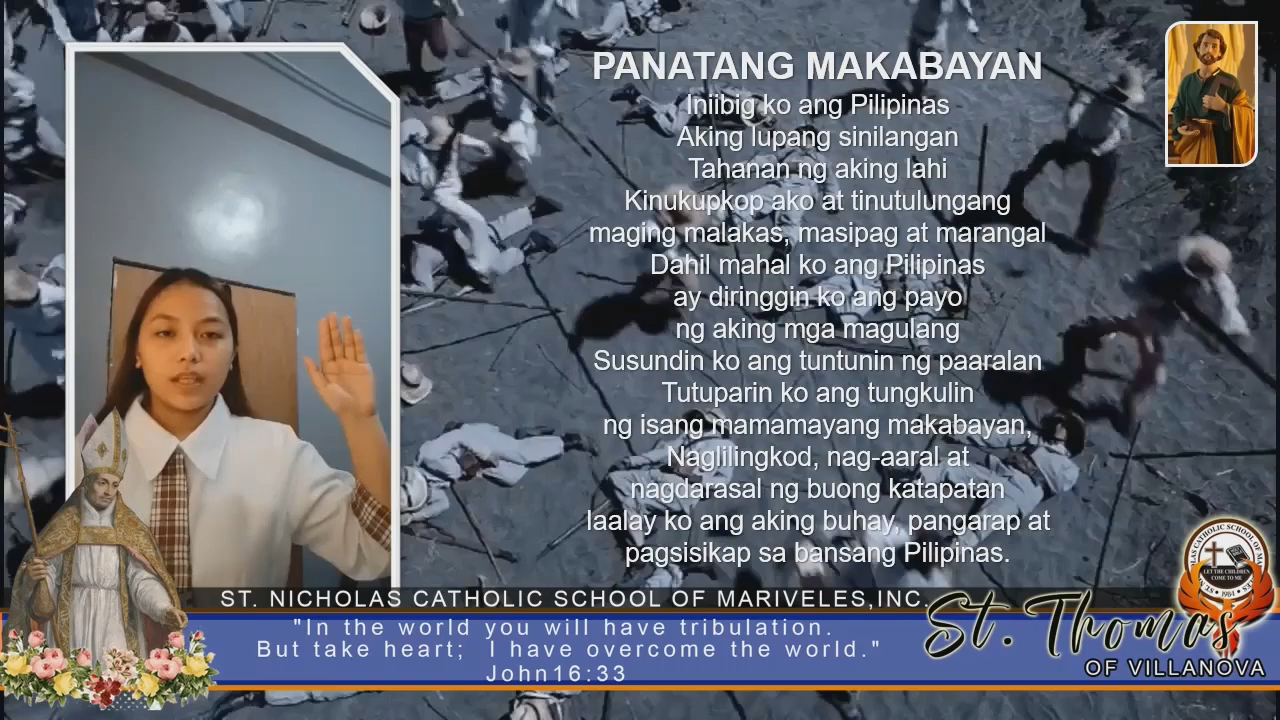 PANATANG MAKABAYAN
Iniibig ko ang Pilipinas
Aking lupang sinilangan
Tahanan ng aking lahi
Kinukupkop ako at tinutulungang
maging malakas, masipag at marangal
Dahil mahal ko ang Pilipinas
ay diringgin ko ang payo
ng aking mga magulang
Susundin ko ang tuntunin ng paaralan
Tutuparin ko ang tungkulin
ng isang mamamayang makabayan,
Naglilingkod, nag-aaral at
nagdarasal ng buong katapatan
Iaalay ko ang aking buhay, pangarap at
pagsisikap sa bansang Pilipinas.
ST. NICHOLAS CATHOLIC SCHOOL OF MARIVELES,INC.
"In the world you will have tribulation.
But take heart; I have overcome the world."
John16:33
St. Thomas
OF VILLANOVA
LET THE CHILDREN
COME TO ME
1984